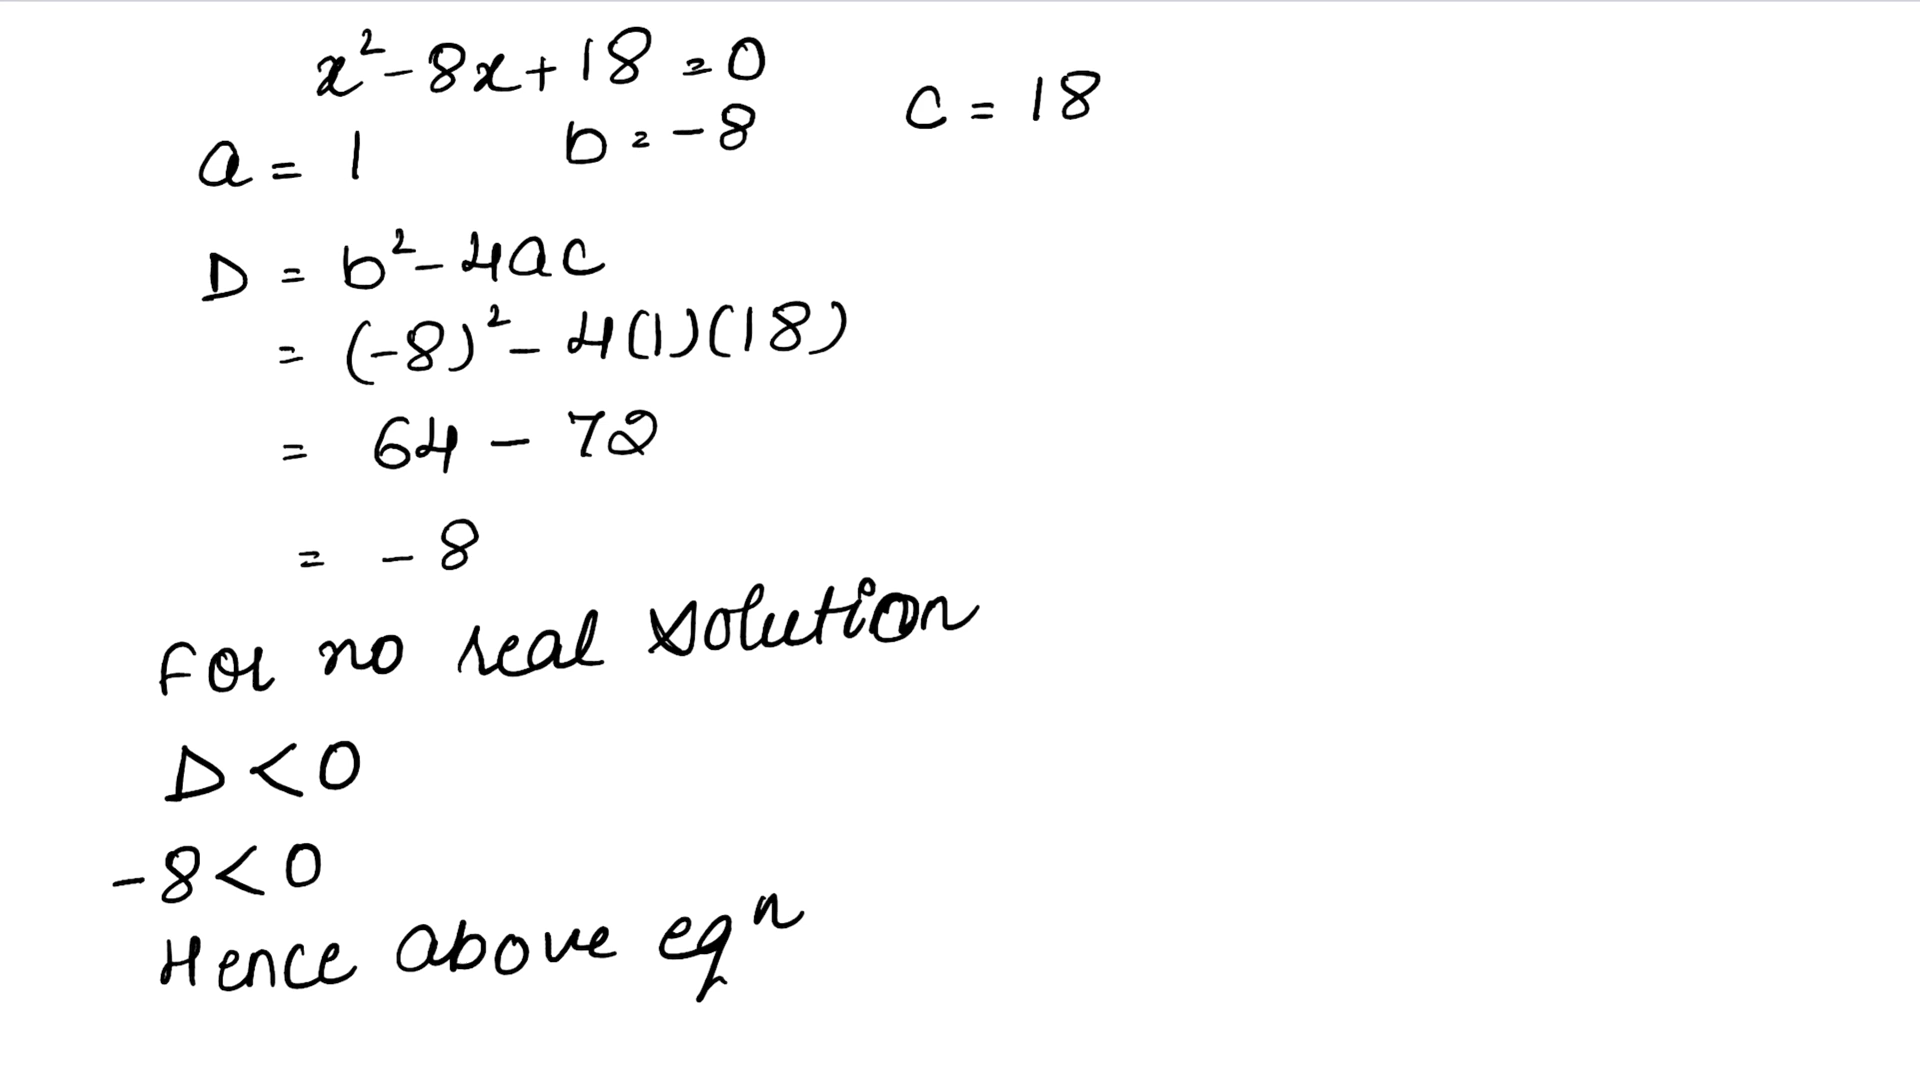 x² - 8x + 18 = 0
a = 1 b = -8 c = 18
D = b² - 4ac
= (-8)² - 4(1)(18)
= 64 - 72
= - 8
For no real solution
D < 0
-8 < 0
Hence above eqⁿ